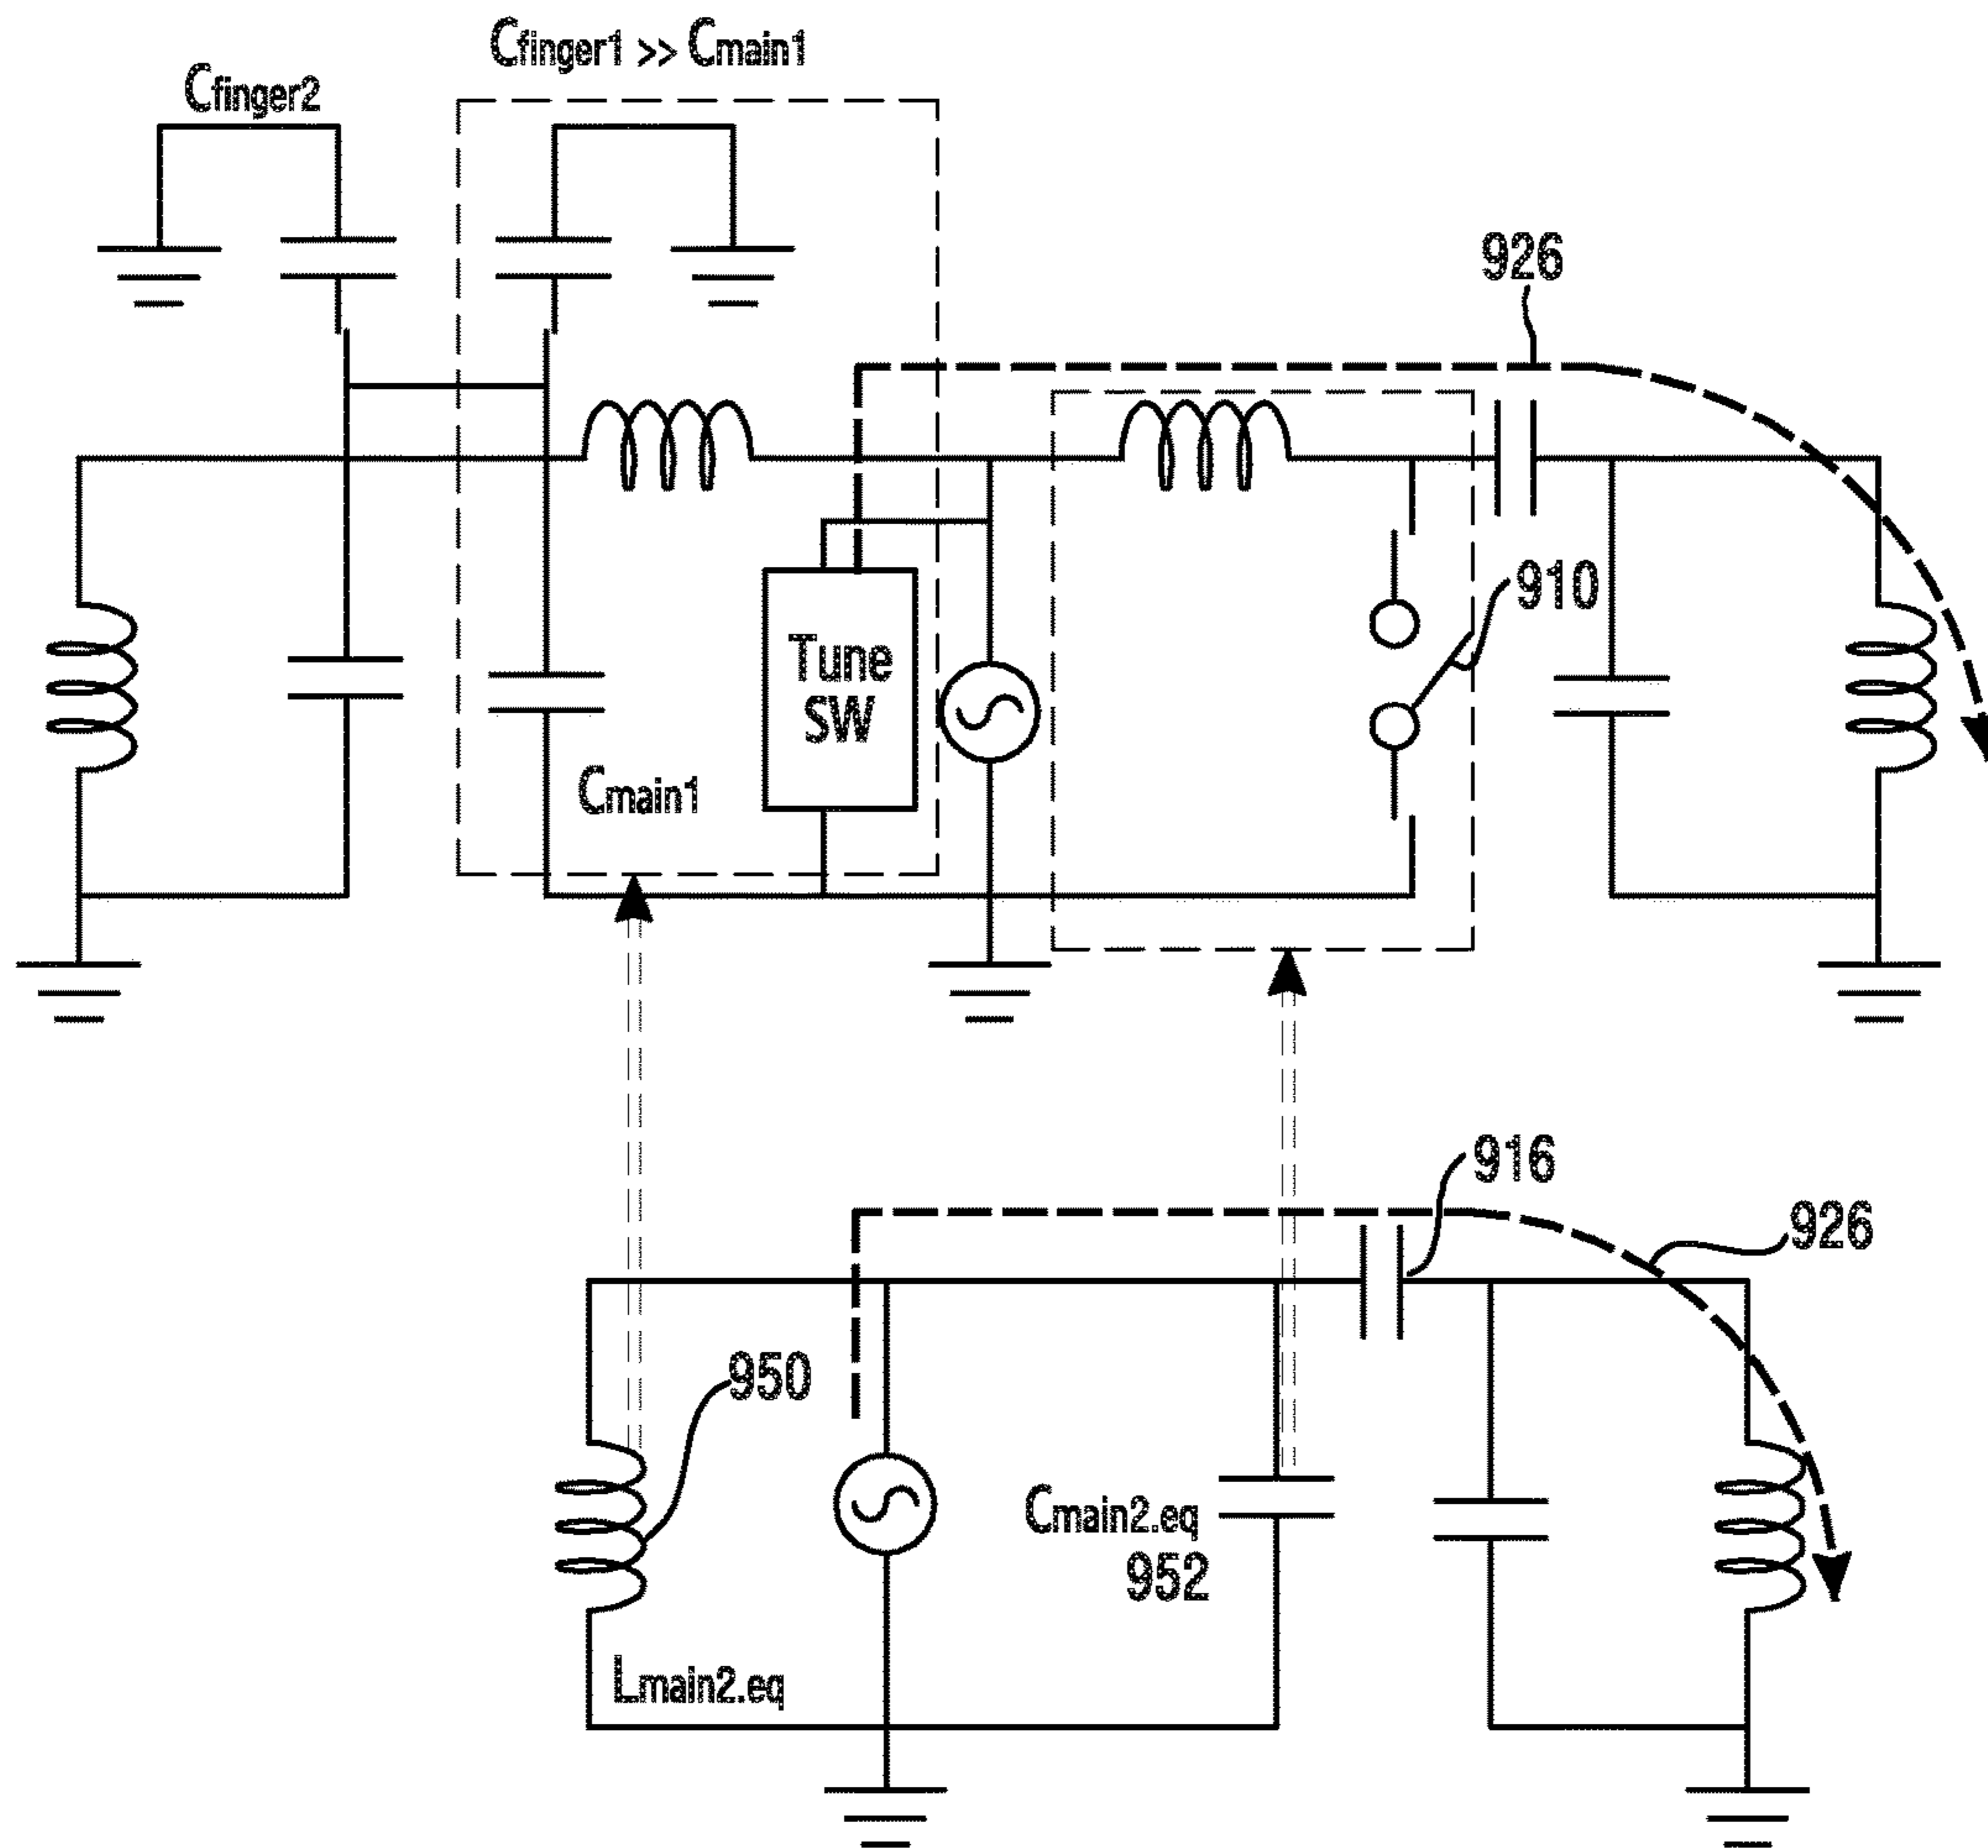 Cfinger1 >> Cmain1
Cfinger2
926
910
Tune
SW
Cmain1
916
926
950
Cmain2.eq
952
Lmain2.eq